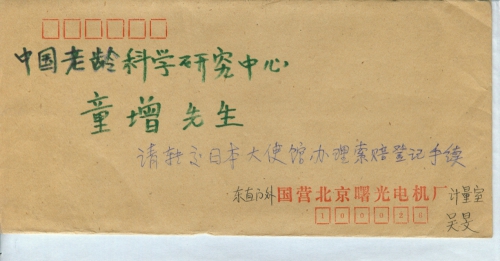 中国老龄科学研究中心
童增先生
请转交日本大使馆办理索赔登记手续
东直门外国营北京曙光电机厂计量室
吴旻